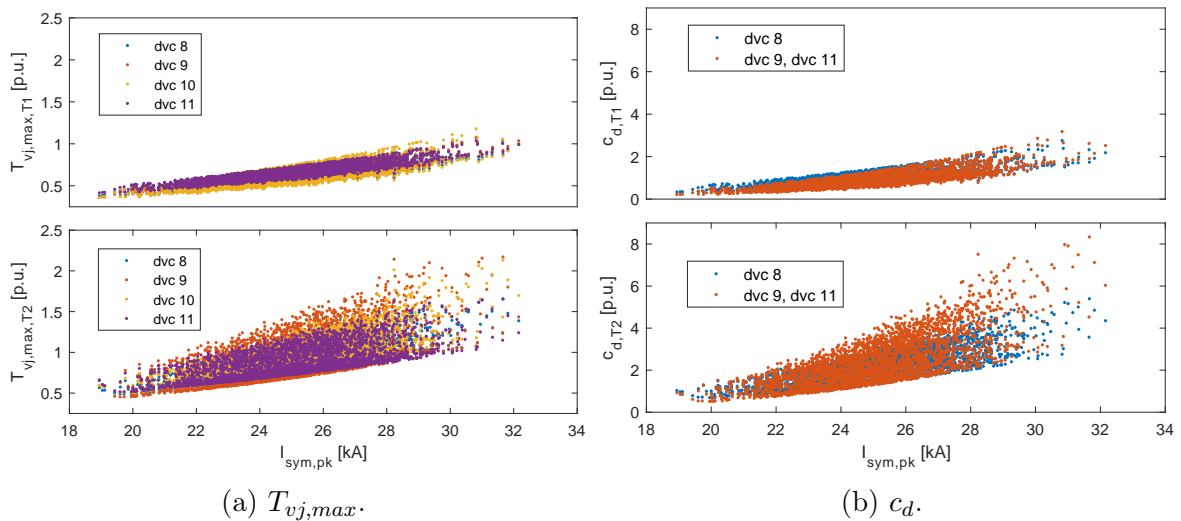 2.5
2
1.5
1
0.5
T_vj,max,T1 [p.u.]
dvc 8
dvc 9
dvc 10
dvc 11
2.5
2
1.5
1
0.5
T_vj,max,T2 [p.u.]
dvc 8
dvc 9
dvc 10
dvc 11
18 20 22 24 26 28 30 32 34
I_sym,pk [kA]
(a) T_vj,max.
8
6
4
2
0
c_d,T1 [p.u.]
dvc 8
dvc 9, dvc 11
8
6
4
2
0
c_d,T2 [p.u.]
dvc 8
dvc 9, dvc 11
18 20 22 24 26 28 30 32 34
I_sym,pk [kA]
(b) c_d.